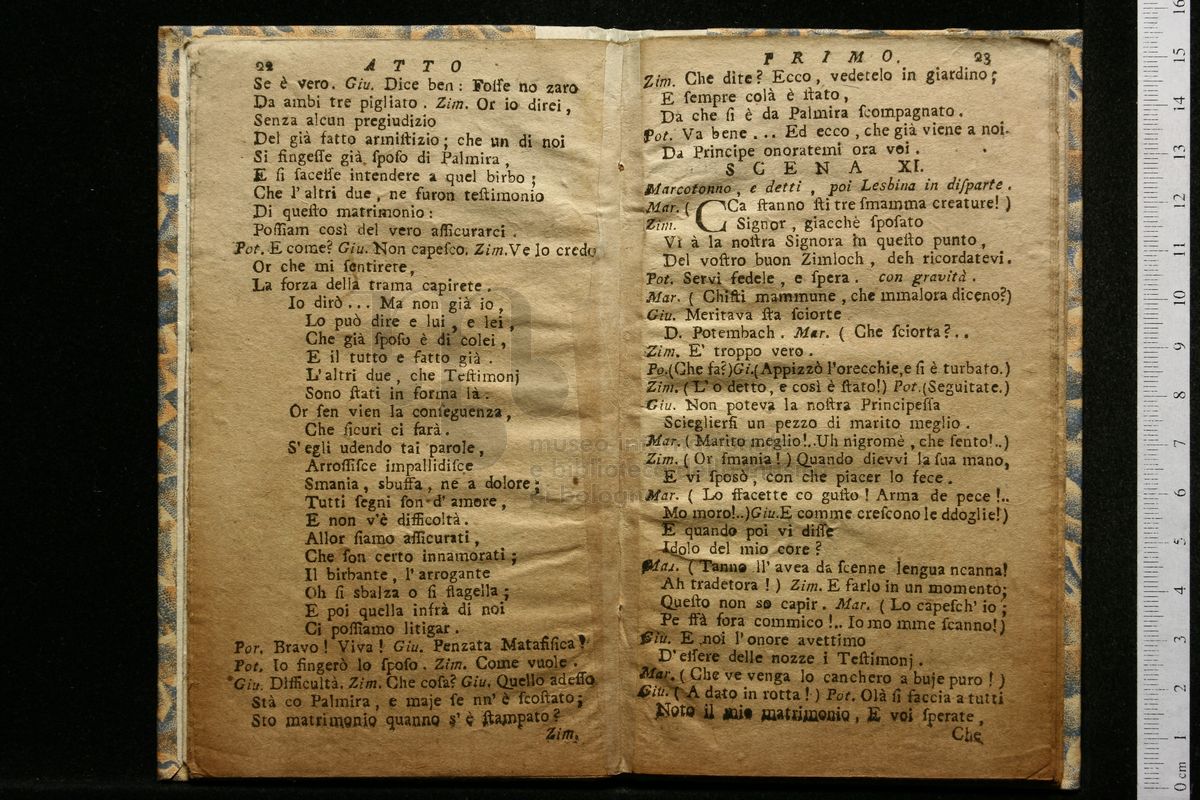 22 ATTO
Se è vero. Giu. Dice ben: Foſſe no zaro
Da ambi tre pigliato. Zim. Or io direi,
Senza alcun pregiudizio
Del già fatto armiſtizio; che un di noi
Si fingeſſe già ſpoſo di Palmira,
E ſi faceſſe intendere a quel birbo;
Che l'altri due, ne furon teſtimonio
Di queſto matrimonio:
Poſſiam così del vero aſſicurarci.
Pot. E come? Giu. Non capeſco. Zim. Ve lo credo
Or che mi ſentirete,
La forza della trama capirete.
Io dirò... Ma non già io,
Lo può dire e lui, e lei,
Che già ſpoſo è di colei,
E il tutto e fatto già.
L'altri due, che Teſtimonj
Sono ſtati in forma là.
Or ſen vien la conſeguenza,
Che ſicuri ci farà.
S'egli udendo tai parole,
Arroſſiſce impallidiſce
Smania, sbuffa, ne à dolore;
Tutti ſegni ſon d'amore,
E non v'è difficoltà.
Allor ſiamo aſſicurati,
Che ſon certo innamorati;
Il birbante, l'arrogante
Oh ſi sbalza o ſi flagella;
E poi quella infrà di noi
Ci poſſiamo litigar.
Por. Bravo! Viva! Giu. Penzata Matafiſica!
Pot. Io fingerò lo ſpoſo. Zim. Come vuole.
Giu. Difficultà. Zim. Che coſa? Giu. Quello adeſſo
Stà co Palmira, e maje ſe nn'è ſcoſtato;
Sto matrimonio quanno s'è ſtampato?
Zim.
PRIMO. 23
Zim. Che dite? Ecco, vedetelo in giardino;
E ſempre colà è ſtato,
Da che ſi è da Palmira ſcompagnato.
Pot. Va bene... Ed ecco, che già viene a noi.
Da Principe onoratemi ora voi.
SCENA XI.
Marcotonno, e detti, poi Lesbina in diſparte.
Mar. ( CCa ſtanno ſti tre ſmamma creature! )
Zim. Signor, giacchè ſpoſato
Vi à la noſtra Signora in queſto punto,
Del voſtro buon Zimloch, deh ricordatevi.
Pot. Servi fedele, e ſpera. con gravità.
Mar. ( Chiſti mammune, che mmalora diceno?)
Giu. Meritava ſta ſciorte
D. Potembach. Mar. ( Che ſciorta?..
Zim. E' troppo vero.
Po.(Che fa?)Gi.(Appizzò l'orecchie,e ſi è turbato.)
Zim. ( L'o detto, e così è ſtato!) Pot.(Seguitate.)
Giu. Non poteva la noſtra Principeſſa
Scieglierſi un pezzo di marito meglio.
Mar. ( Marito meglio!..Uh nigromè, che ſento!..)
Zim. ( Or ſmania! ) Quando dievvi la ſua mano,
E vi ſposò, con che piacer lo fece.
Mar. ( Lo ffacette co guſto! Arma de pece!..
Mo moro!..)Giu.E comme creſcono le ddoglie!)
E quando poi vi diſſe
Idolo del mio core?
Mar. ( Tanno ll'avea da ſcenne lengua ncanna!
Ah tradetora! ) Zim. E farlo in un momento;
Queſto non so capir. Mar. ( Lo capeſch'io;
Pe ffà fora commico!.. Io mo mme ſcanno!)
Giu. E noi l'onore avettimo
D'eſſere delle nozze i Teſtimonj.
Mar. ( Che ve venga lo canchero a buje puro! )
Giu. ( A dato in rotta! ) Pot. Olà ſi faccia a tutti
Noto il mio matrimonio, E voi ſperate,
Che